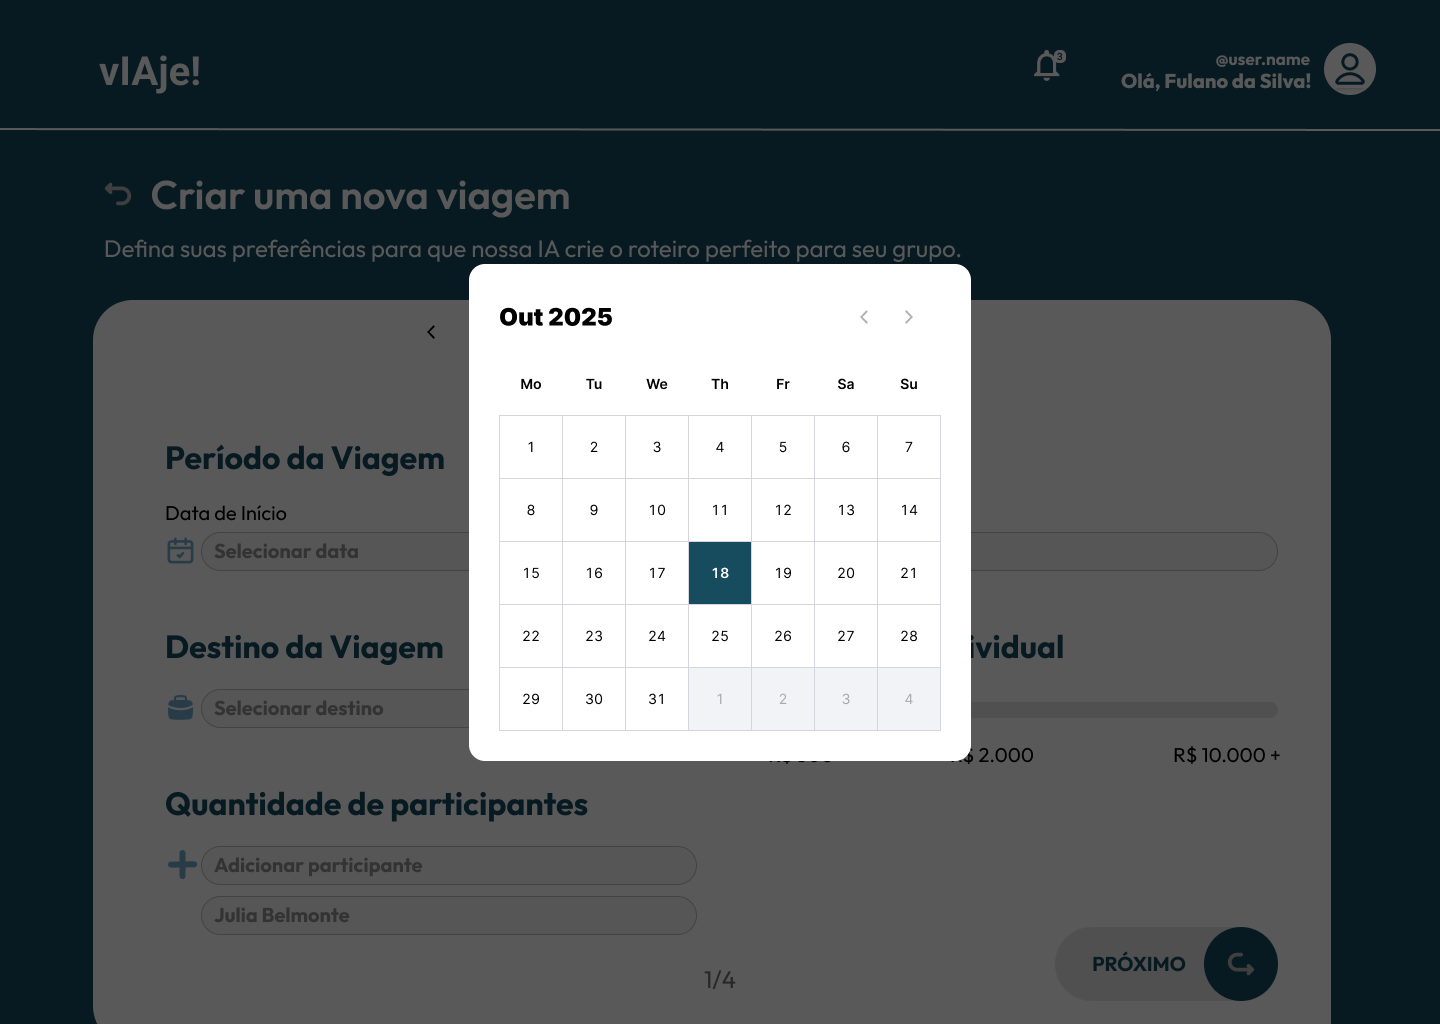 vIAje!
3
@user.name
Olá, Fulano da Silva!
Criar uma nova viagem
Defina suas preferências para que nossa IA crie o roteiro perfeito para seu grupo.
Out 2025
Mo Tu We Th Fr Sa Su
1 2 3 4 5 6 7
8 9 10 11 12 13 14
15 16 17 18 19 20 21
22 23 24 25 26 27 28
29 30 31 1 2 3 4
Período da Viagem
Data de Início
Selecionar data
Destino da Viagem
ividual
Selecionar destino
R$ 2.000
R$ 10.000 +
Quantidade de participantes
Adicionar participante
Julia Belmonte
PRÓXIMO
1/4